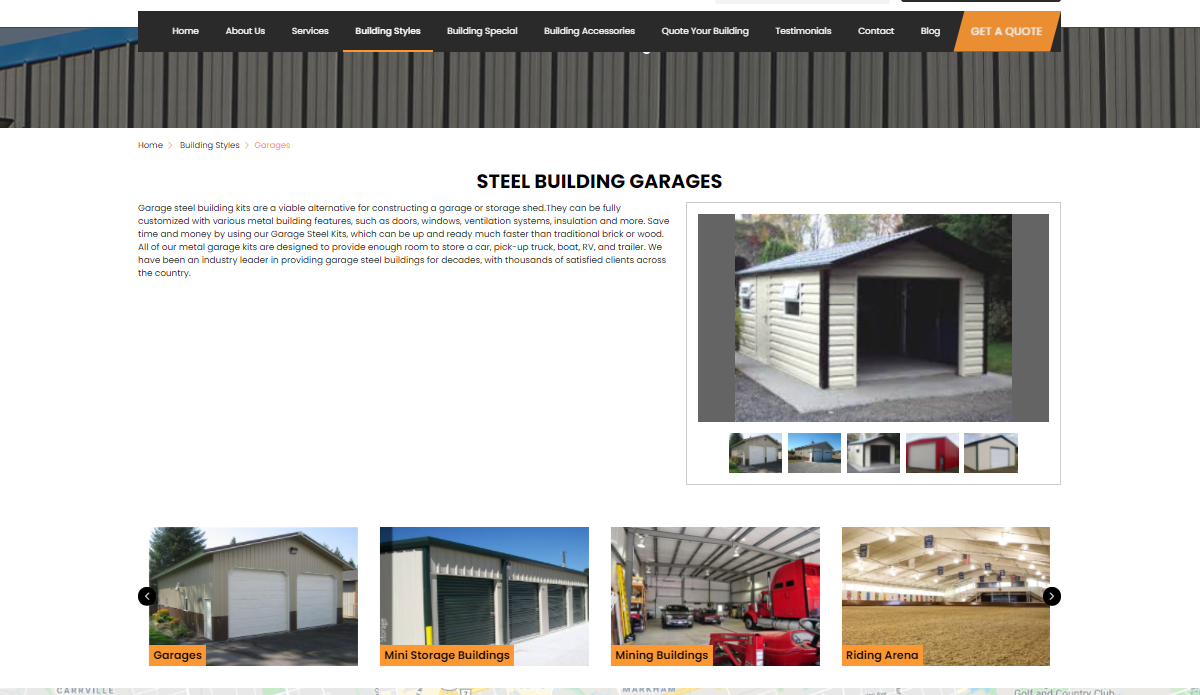 Home About Us Services Building Styles Building Special Building Accessories Quote Your Building Testimonials Contact Blog GET A QUOTE
Home > Building Styles > Garages
STEEL BUILDING GARAGES
Garage steel building kits are a viable alternative for constructing a garage or storage shed.They can be fully
customized with various metal building features, such as doors, windows, ventilation systems, insulation and more. Save
time and money by using our Garage Steel Kits, which can be up and ready much faster than traditional brick or wood.
All of our metal garage kits are designed to provide enough room to store a car, pick-up truck, boat, RV, and trailer. We
have been an industry leader in providing garage steel buildings for decades, with thousands of satisfied clients across
the country.
Garages
Mini Storage Buildings
Mining Buildings
Riding Arena
CARRVILLE
MARKHAM
Golf and Country Club